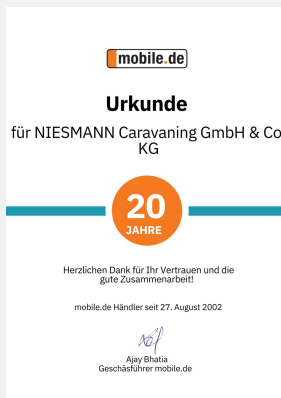 mobile.de
Urkunde
für NIESMANN Caravaning GmbH & Co
KG
20
JAHRE
Herzlichen Dank für Ihr Vertrauen und die
gute Zusammenarbeit!
mobile.de Händler seit 27. August 2002
Ajay Bhatia
Geschäsführer mobile.de